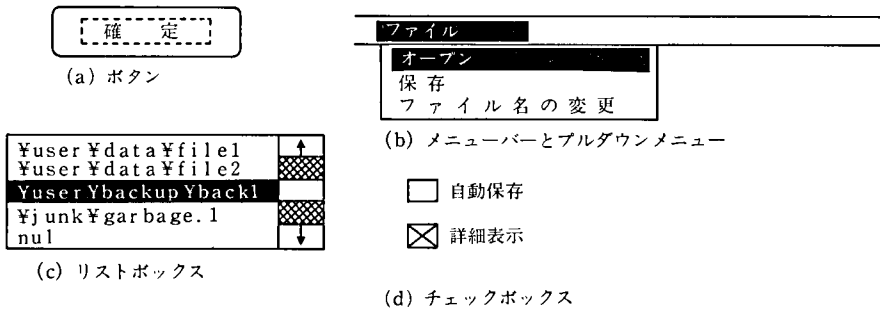 確 定
(a) ボタン
ファイル
オープン
保存
ファイル名の変更
(b) メニューバーとプルダウンメニュー
¥user¥data¥file1
¥user¥data¥file2
¥user¥backup¥back1
¥junk¥garbage.1
nul
(c) リストボックス
自動保存
詳細表示
(d) チェックボックス